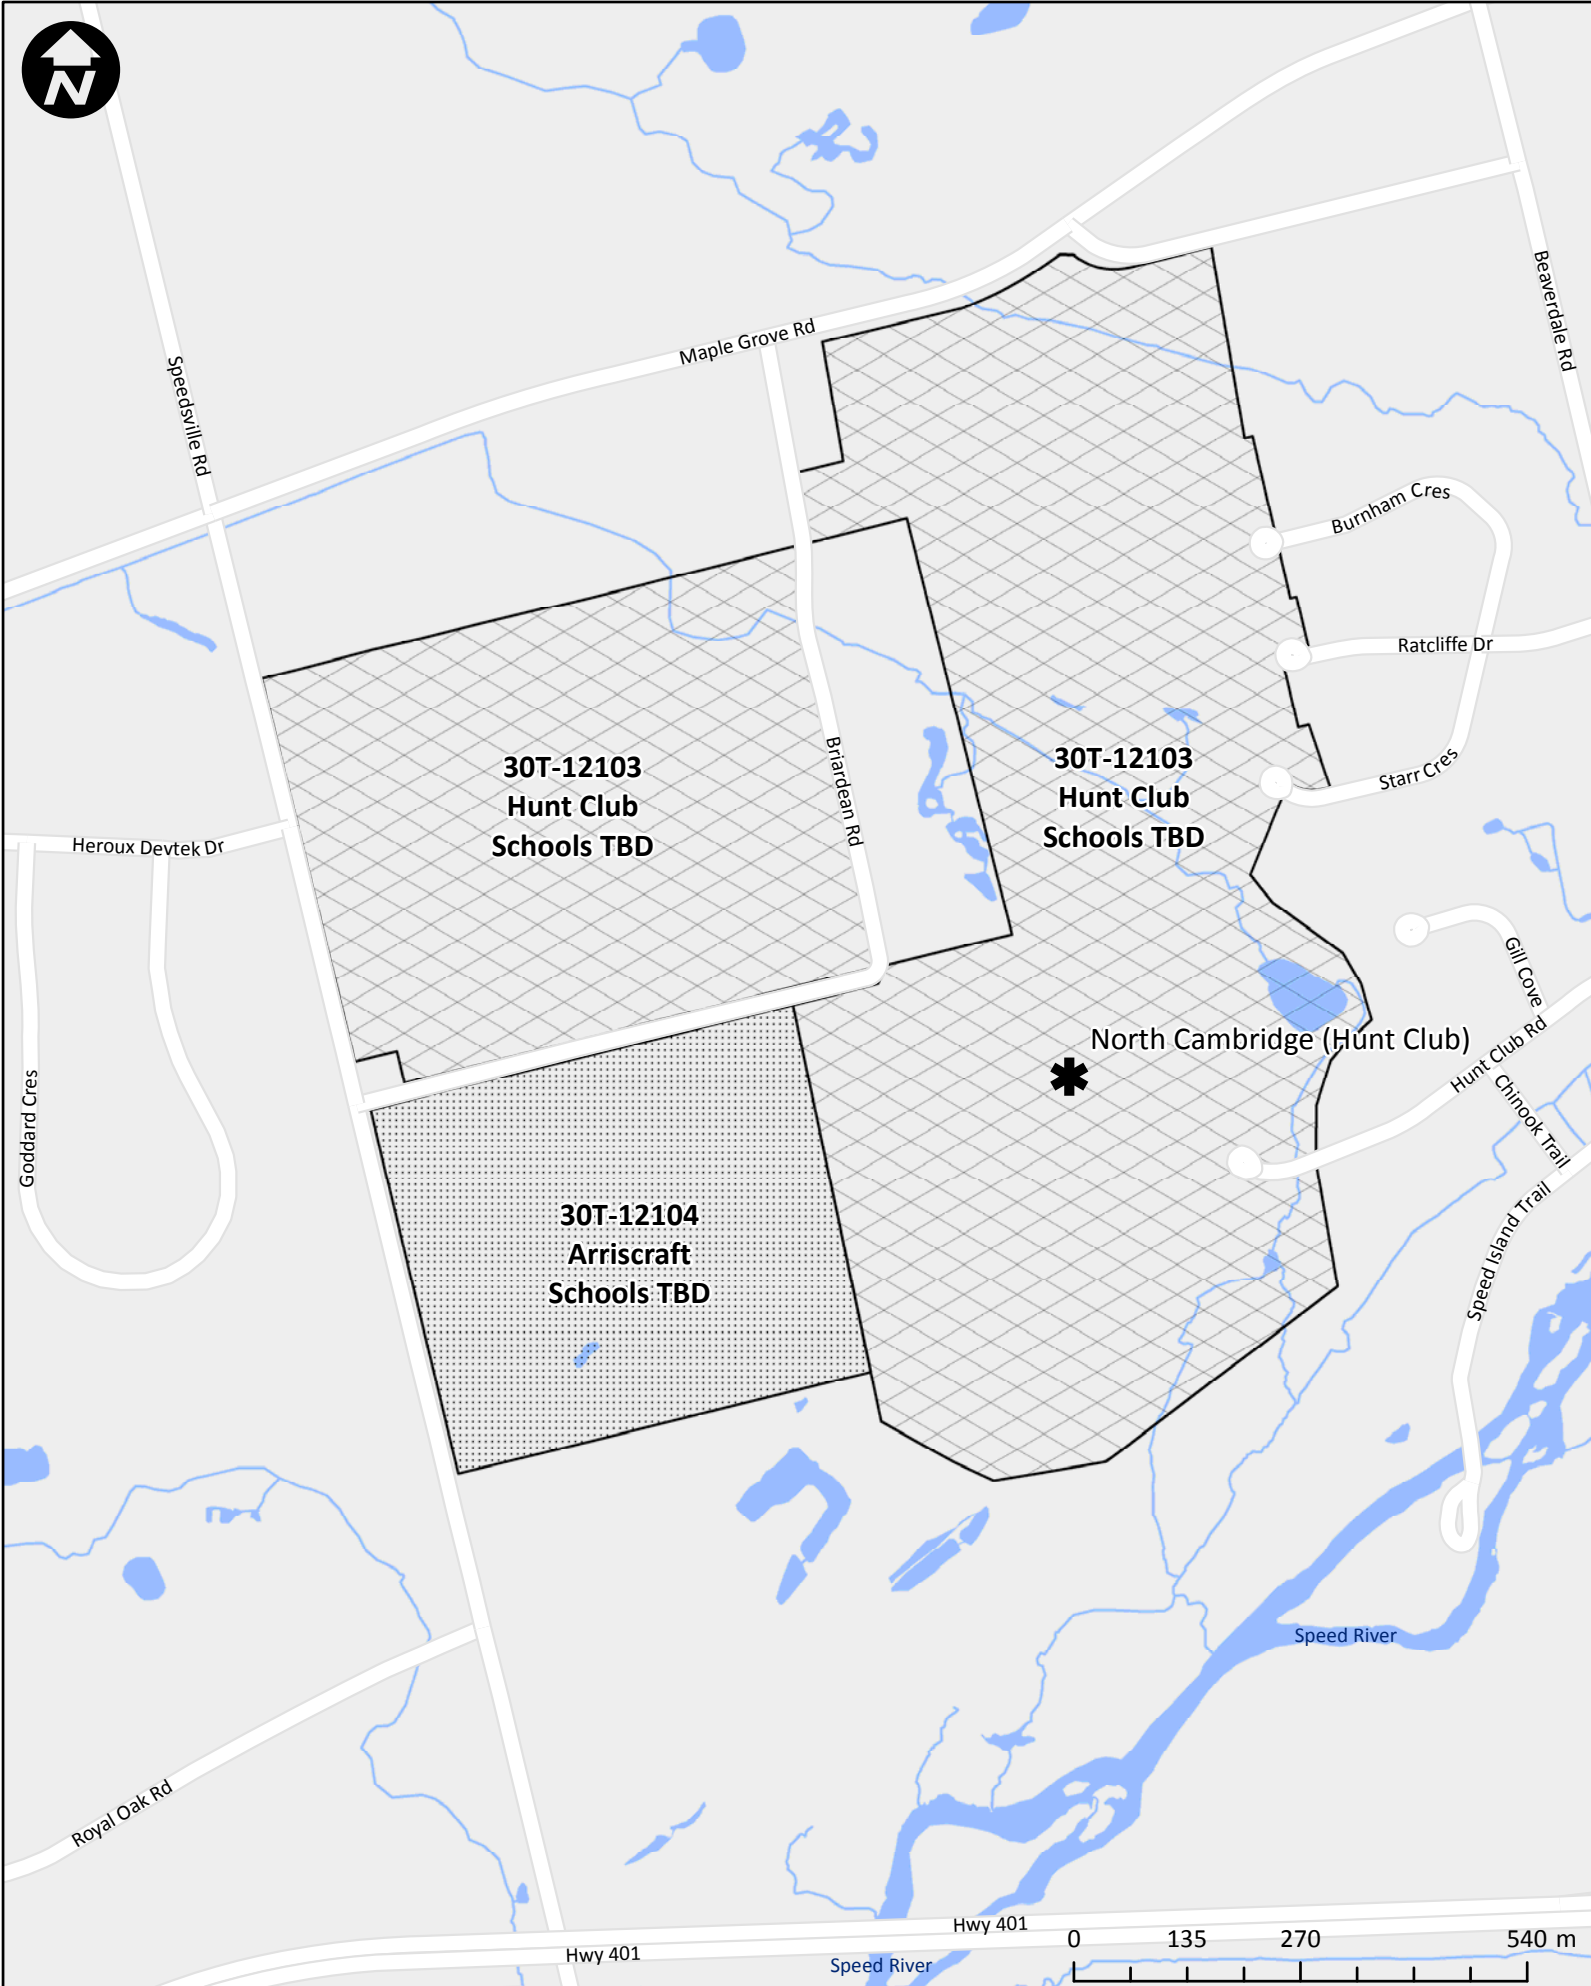 N
Maple Grove Rd
Beaverdale Rd
Speedsville Rd
Burnham Cres
Ratcliffe Dr
Starr Cres
Briardean Rd
30T-12103
Hunt Club
Schools TBD
30T-12103
Hunt Club
Schools TBD
Heroux Devtek Dr
Gill Cove
North Cambridge (Hunt Club)
Hunt Club Rd
Chinook Trail
Goddard Cres
30T-12104
Arriscraft
Schools TBD
Speed Island Trail
Speed River
Royal Oak Rd
Hwy 401
Hwy 401
Speed River
0 135 270 540 m